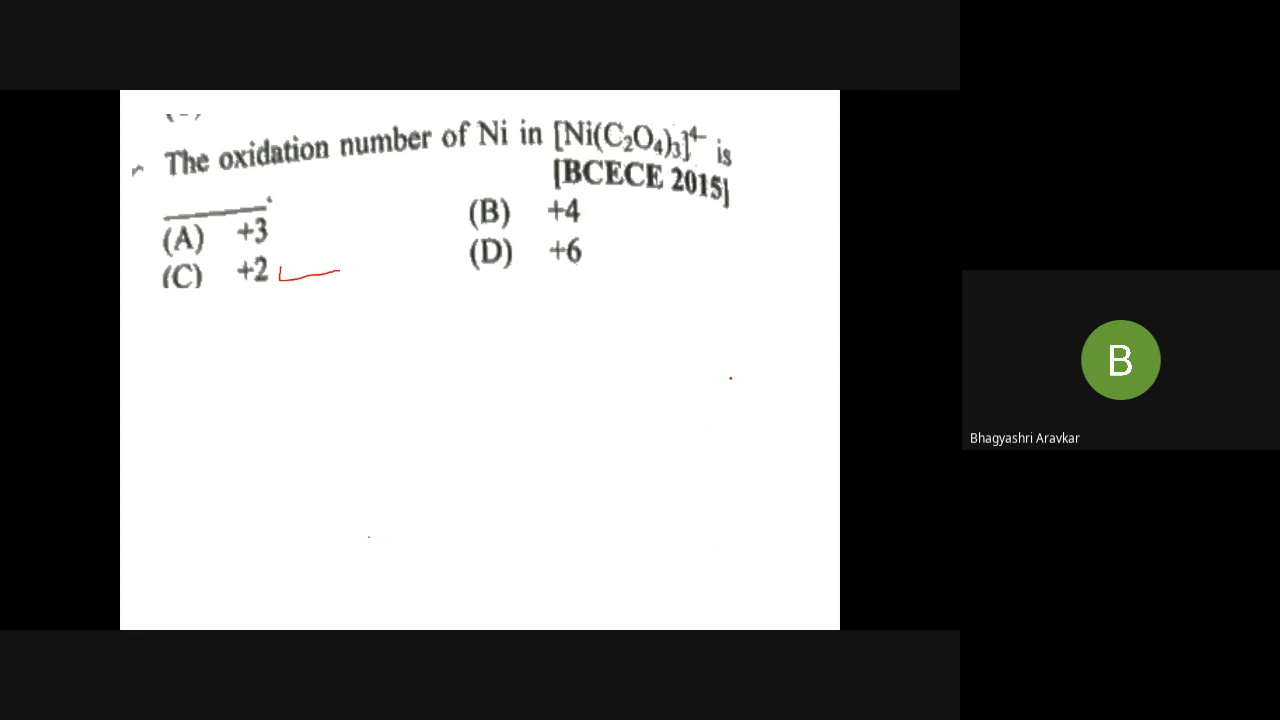 The oxidation number of Ni in [Ni(C₂O₄)₃]⁴⁻ is
[BCECE 2015]
________.
(A) +3 (B) +4
(C) +2 (D) +6
B
Bhagyashri Aravkar